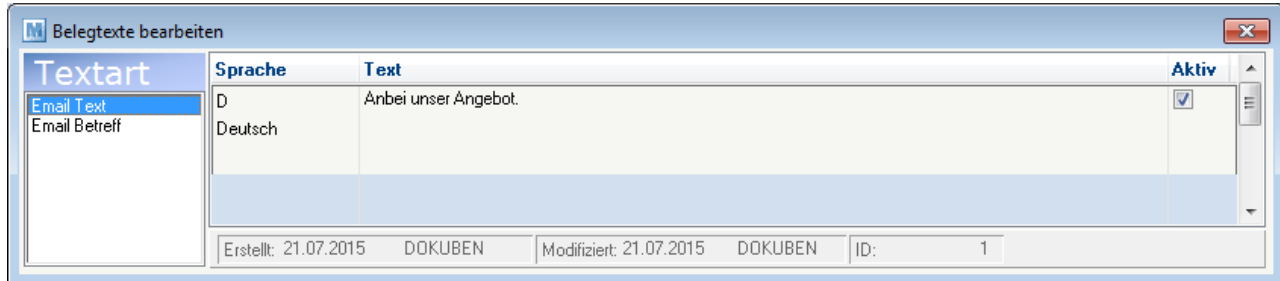 M Belegtexte bearbeiten
Textart
Email Text
Email Betreff
Sprache Text Aktiv
D Anbei unser Angebot.
Deutsch
Erstellt: 21.07.2015 DOKUBEN Modifiziert: 21.07.2015 DOKUBEN ID: 1